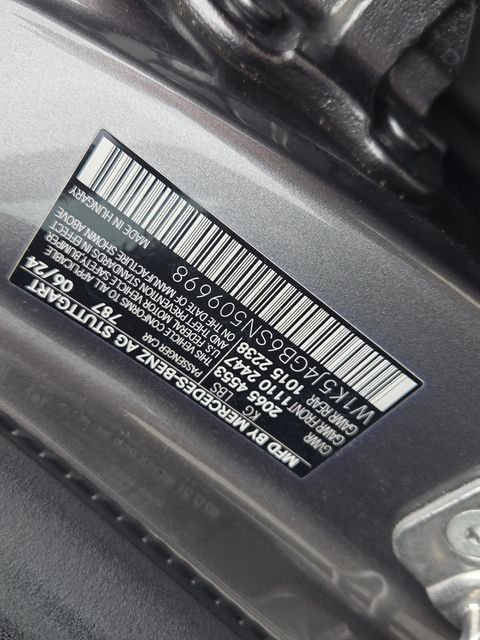 MFD BY MERCEDES-BENZ AG STUTTGART
PASSENGER CAR 787 06/24
KG LBS
GVWR 2065 4553
GAWR FRONT 1110 2447
GAWR REAR 1015 2238
THIS VEHICLE CONFORMS TO ALL APPLICABLE
U.S. FEDERAL MOTOR VEHICLE SAFETY, BUMPER,
AND THEFT PREVENTION STANDARDS IN EFFECT
ON THE DATE OF MANUFACTURE SHOWN ABOVE
W1K5J4GB6SN509698 MADE IN HUNGARY